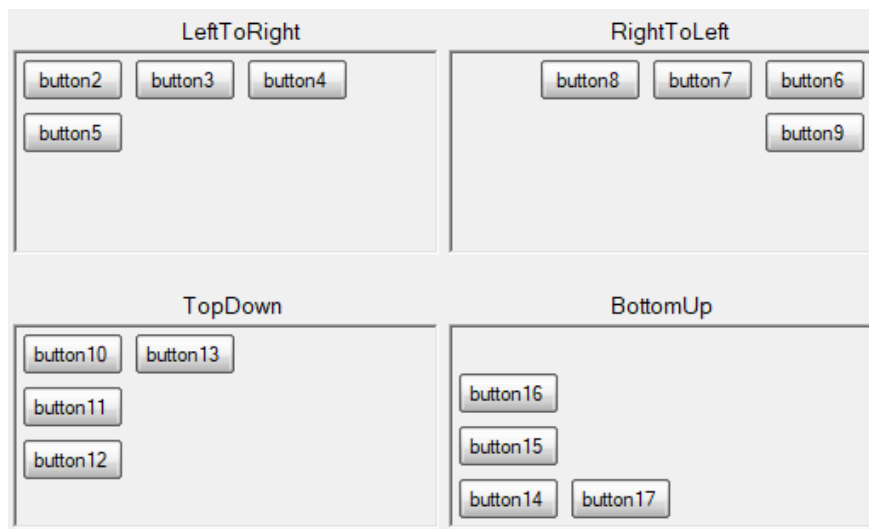 LeftToRight
button2 button3 button4
button5
RightToLeft
button8 button7 button6
button9
TopDown
button10 button13
button11
button12
BottomUp
button16
button15
button14 button17